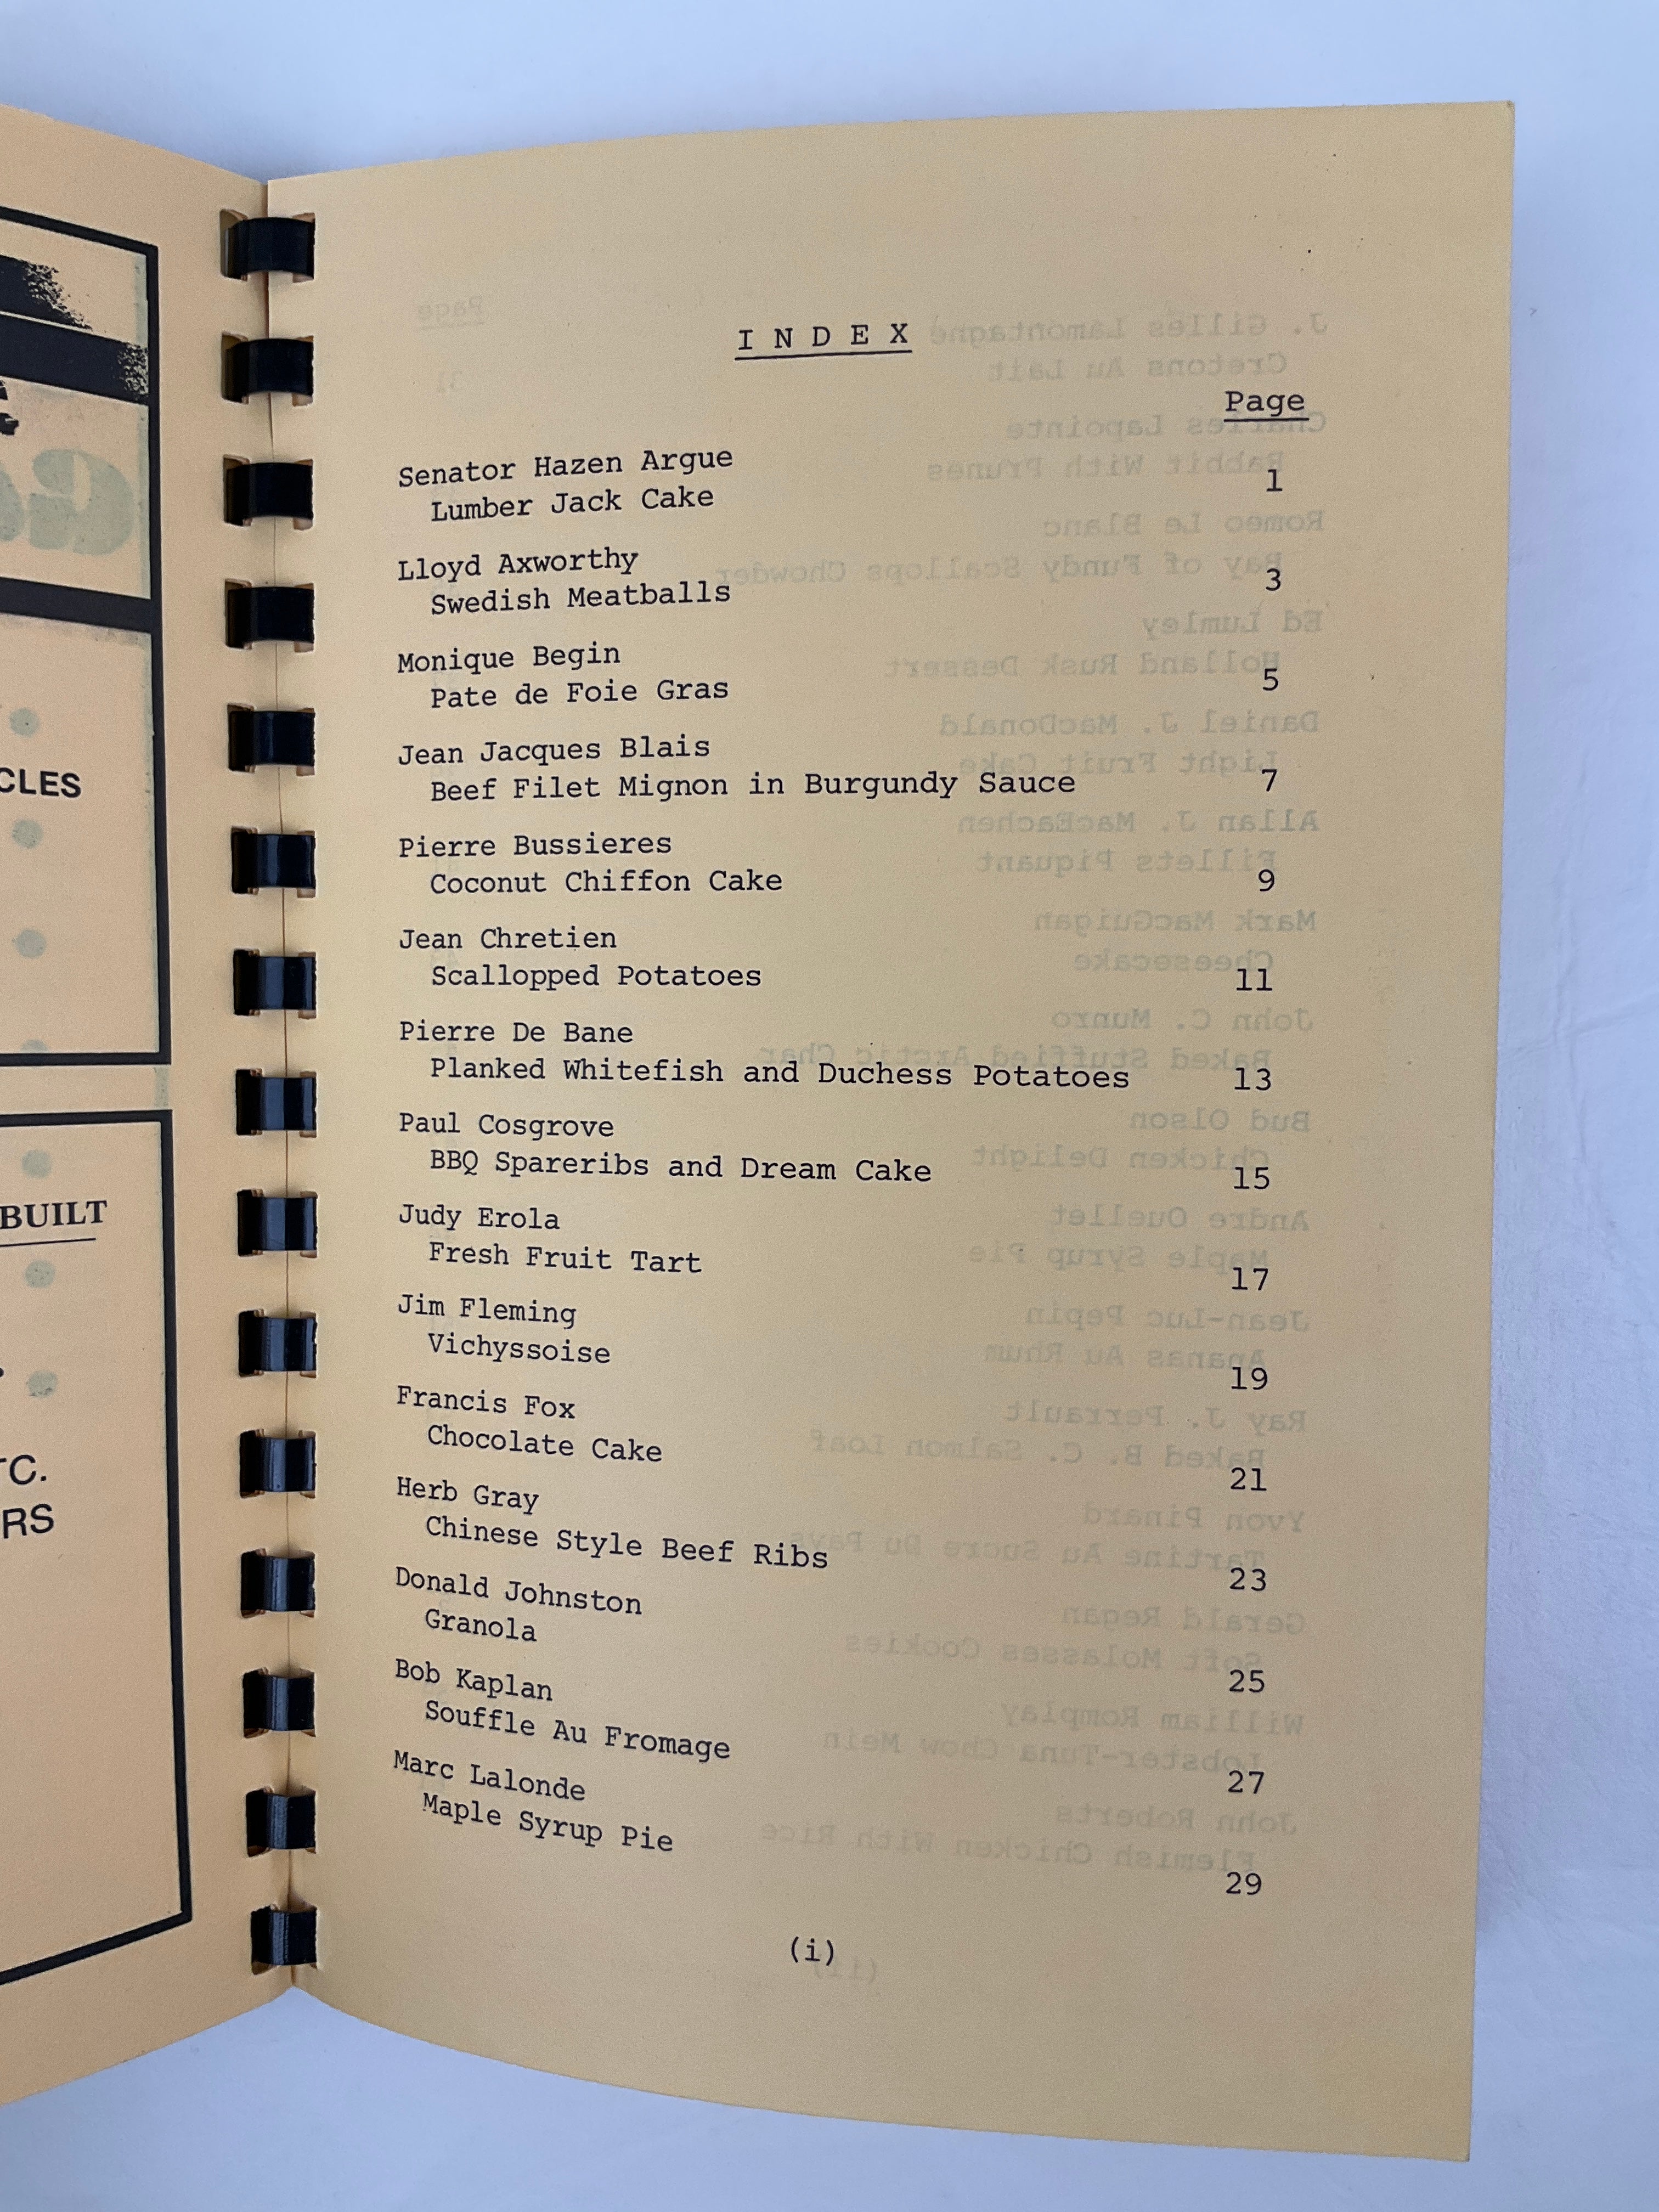 CLES
BUILT
TC.
RS
I N D E X
Page
Senator Hazen Argue
Lumber Jack Cake 1
Lloyd Axworthy
Swedish Meatballs 3
Monique Begin
Pate de Foie Gras 5
Jean Jacques Blais
Beef Filet Mignon in Burgundy Sauce 7
Pierre Bussieres
Coconut Chiffon Cake 9
Jean Chretien
Scallopped Potatoes 11
Pierre De Bane
Planked Whitefish and Duchess Potatoes 13
Paul Cosgrove
BBQ Spareribs and Dream Cake 15
Judy Erola
Fresh Fruit Tart 17
Jim Fleming
Vichyssoise 19
Francis Fox
Chocolate Cake 21
Herb Gray
Chinese Style Beef Ribs 23
Donald Johnston
Granola 25
Bob Kaplan
Souffle Au Fromage 27
Marc Lalonde
Maple Syrup Pie 29
(i)